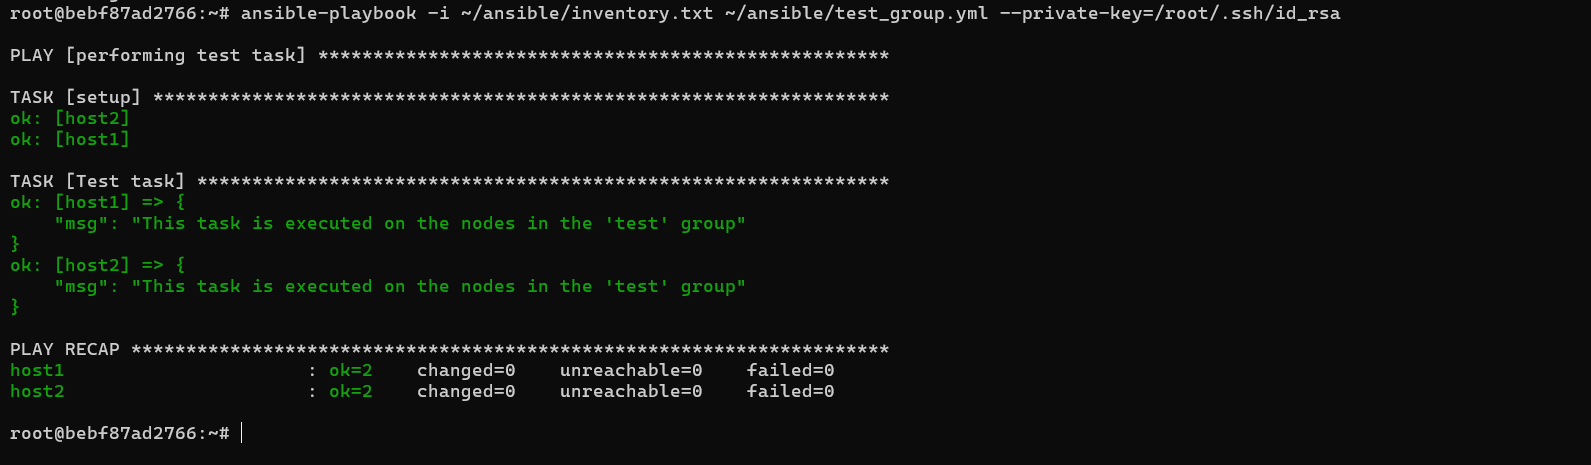 root@bebf87ad2766:~# ansible-playbook -i ~/ansible/inventory.txt ~/ansible/test_group.yml --private-key=/root/.ssh/id_rsa
PLAY [performing test task] ****************************************************
TASK [setup] *******************************************************************
ok: [host2]
ok: [host1]
TASK [Test task] ***************************************************************
ok: [host1] => {
    "msg": "This task is executed on the nodes in the 'test' group"
}
ok: [host2] => {
    "msg": "This task is executed on the nodes in the 'test' group"
}
PLAY RECAP *********************************************************************
host1                      : ok=2    changed=0    unreachable=0    failed=0
host2                      : ok=2    changed=0    unreachable=0    failed=0
root@bebf87ad2766:~#